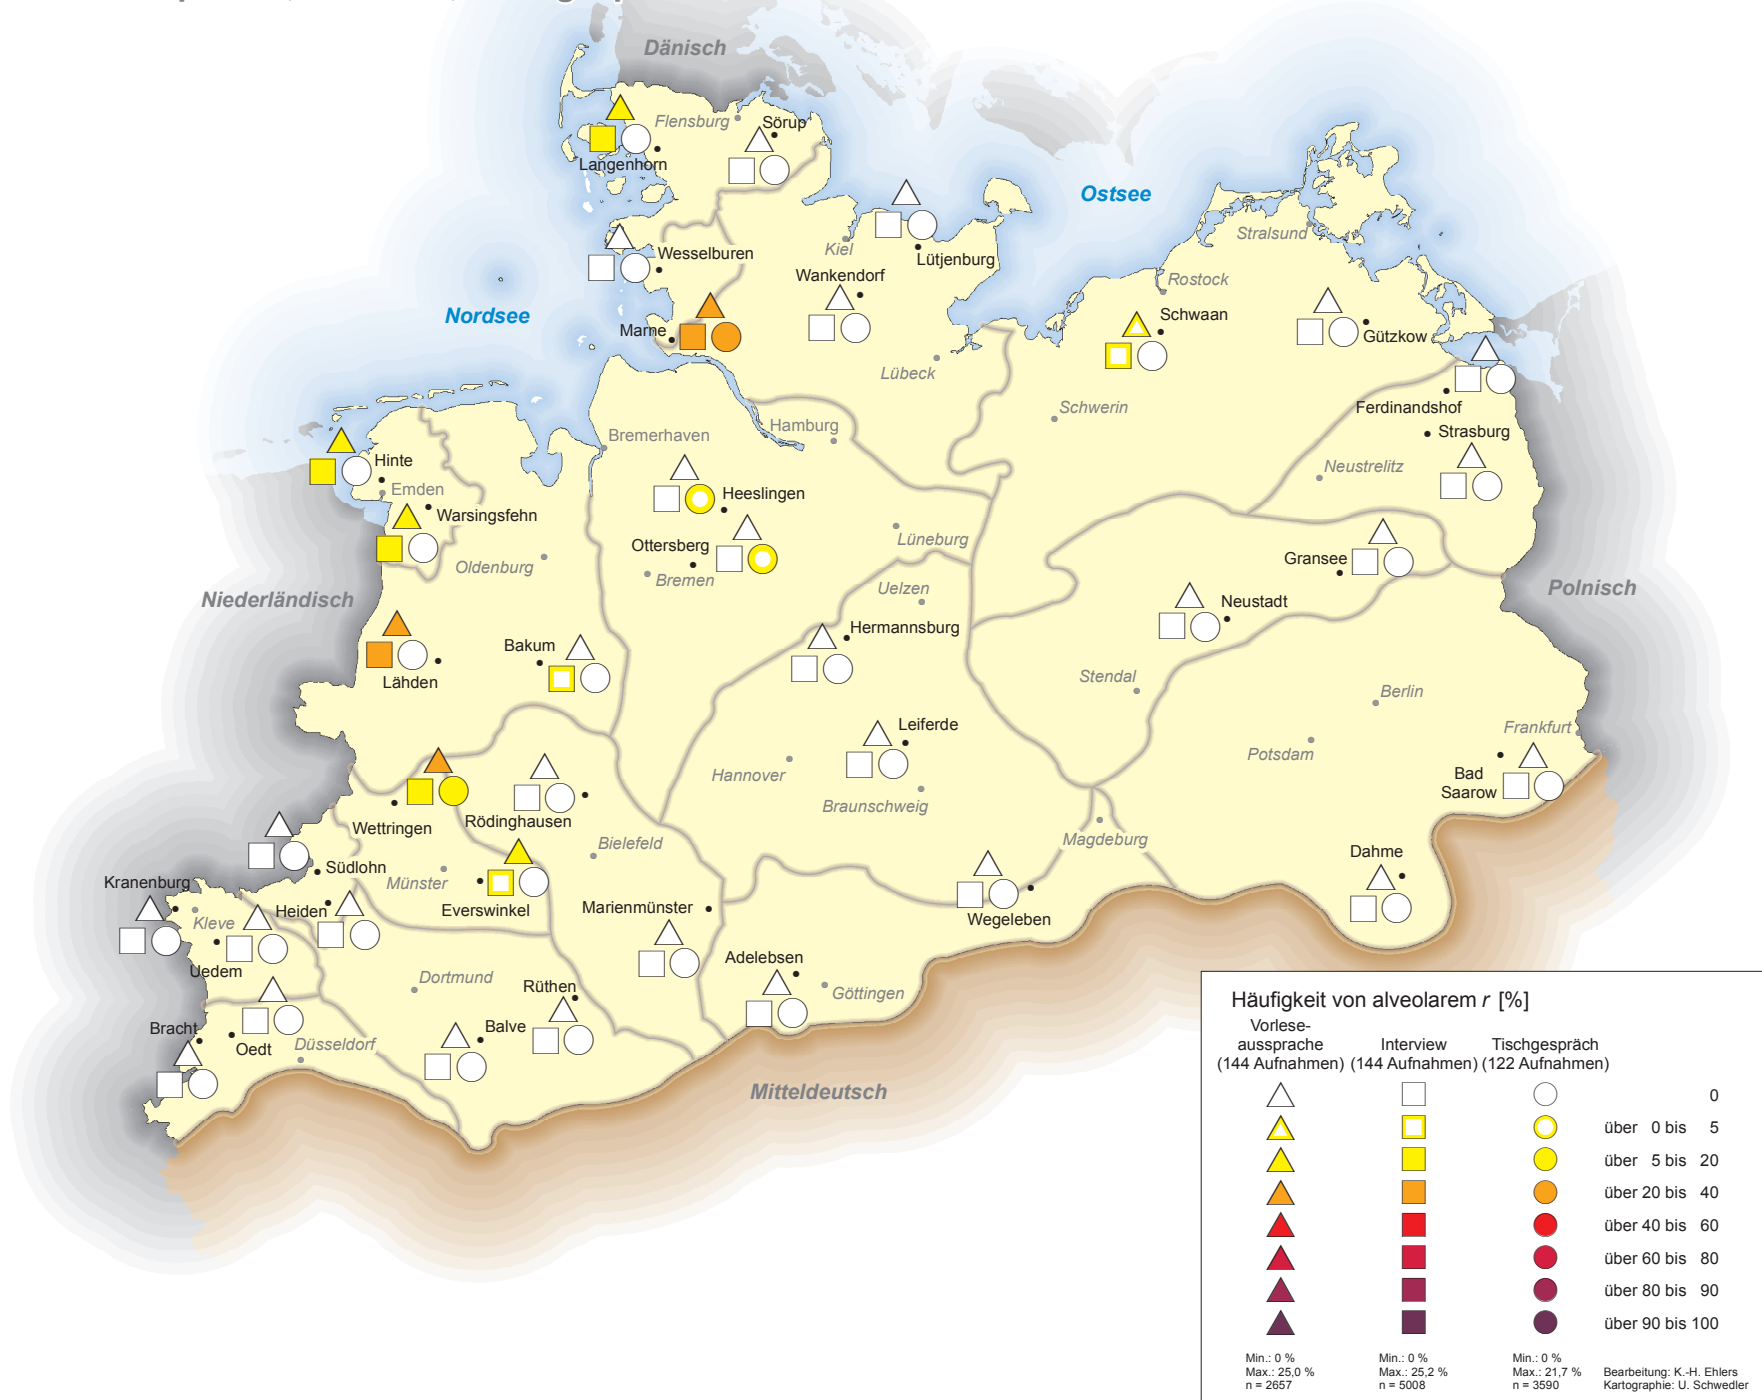 Dänisch
Flensburg
Sörup
Langenhorn
Ostsee
Stralsund
Kiel
Wesselburen
Lütjenburg
Wankendorf
Rostock
Nordsee
Schwaan
Marne
Gützkow
Lübeck
Schwerin
Ferdinandshof
Hamburg
Bremerhaven
Strasburg
Hinte
Neustrelitz
Emden
Heeslingen
Warsingsfehn
Lüneburg
Ottersberg
Gransee
Oldenburg
Bremen
Uelzen
Polnisch
Niederländisch
Neustadt
Hermannsburg
Bakum
Stendal
Lähden
Berlin
Leiferde
Frankfurt
Potsdam
Hannover
Bad
Saarow
Braunschweig
Rödinghausen
Wettringen
Magdeburg
Bielefeld
Dahme
Südlohn
Kranenburg
Münster
Everswinkel
Marienmünster
Heiden
Kleve
Wegeleben
Adelebsen
Uedem
Dortmund
Rüthen
Göttingen
Bracht
Balve
Oedt
Düsseldorf
Mitteldeutsch
Häufigkeit von alveolarem r [%]
Vorlese-
aussprache Interview Tischgespräch
(144 Aufnahmen) (144 Aufnahmen) (122 Aufnahmen)
0
über 0 bis 5
über 5 bis 20
über 20 bis 40
über 40 bis 60
über 60 bis 80
über 80 bis 90
über 90 bis 100
Min.: 0 % Min.: 0 % Min.: 0 %
Max.: 25,0 % Max.: 25,2 % Max.: 21,7 % Bearbeitung: K.-H. Ehlers
n = 2657 n = 5008 n = 3590 Kartographie: U. Schwedler